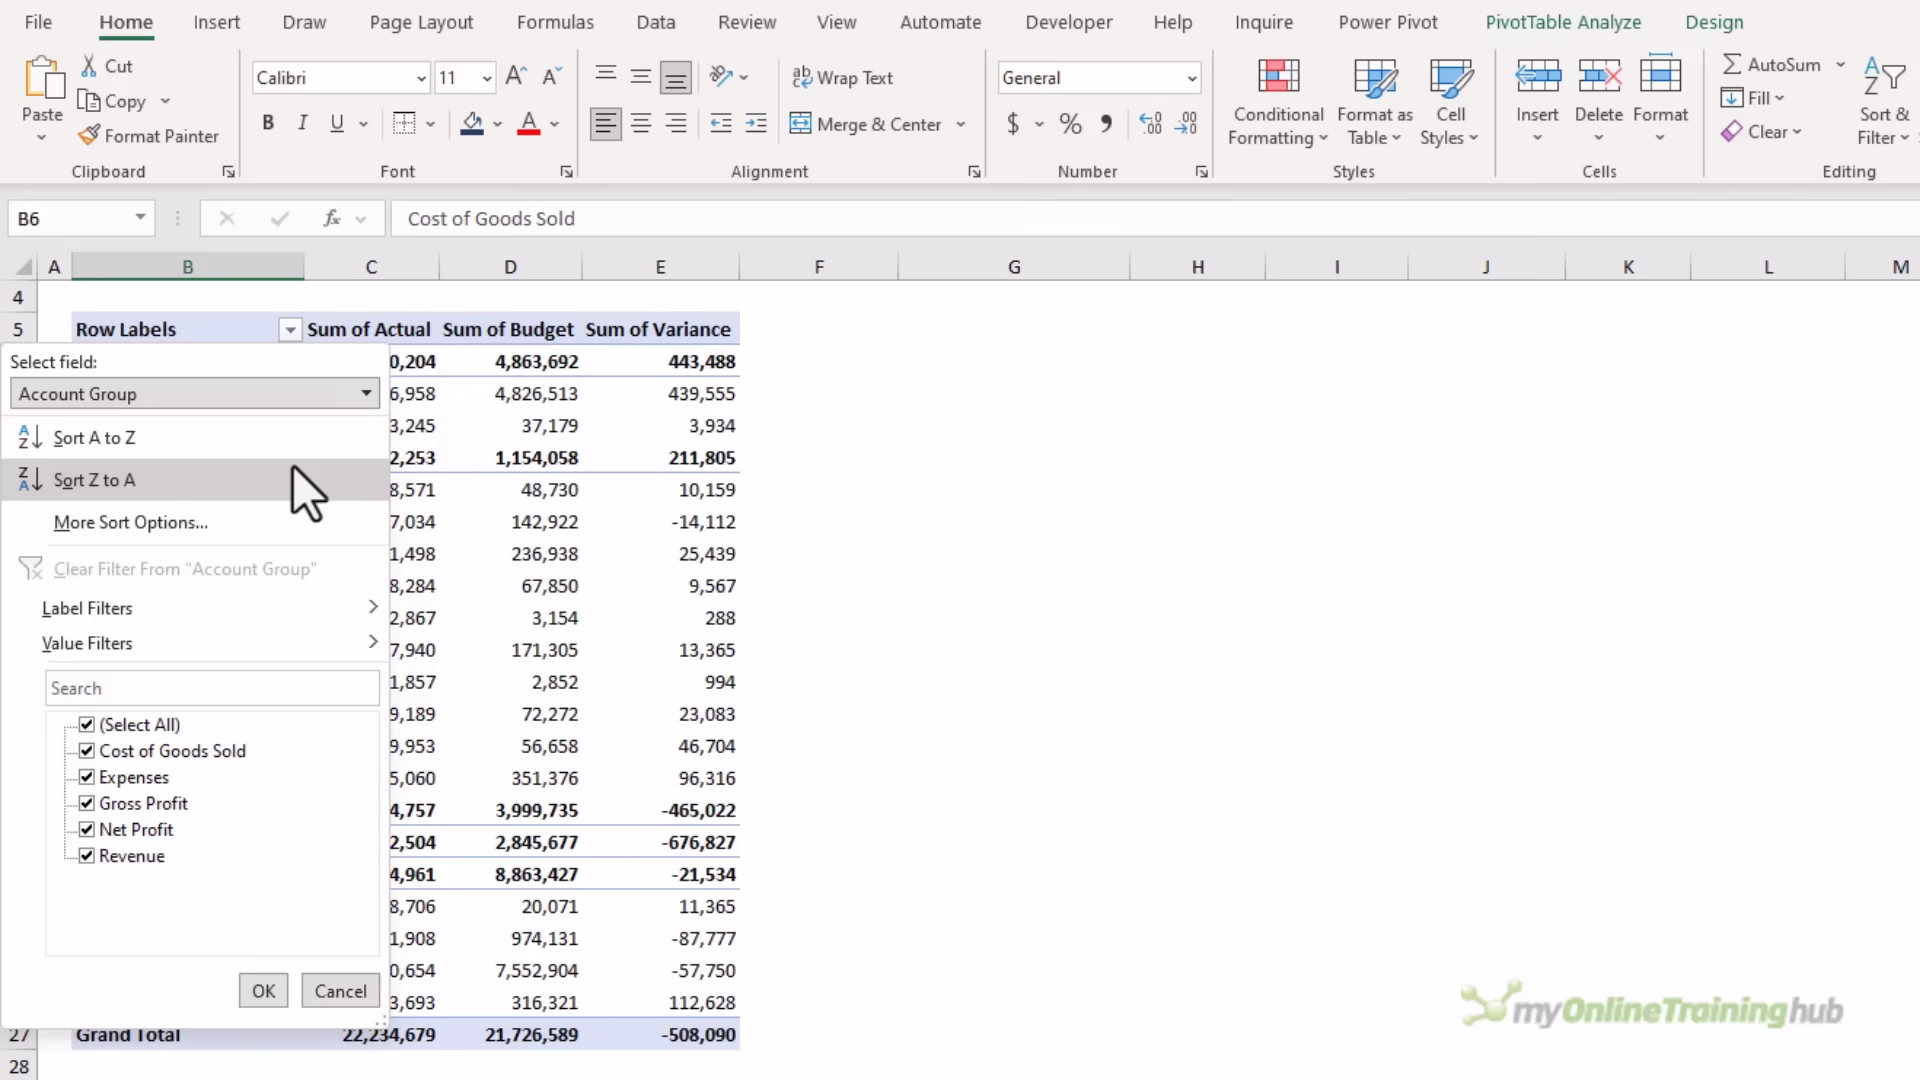 File Home Insert Draw Page Layout Formulas Data Review View Automate Developer Help Inquire Power Pivot PivotTable Analyze Design
Paste
Cut
Copy
Format Painter
Clipboard
Calibri 11
B I U
Font
Wrap Text
Merge & Center
Alignment
General
$ %
Number
Conditional Formatting
Format as Table
Cell Styles
Styles
Insert Delete Format
Cells
AutoSum
Fill
Clear
Sort & Filter
Editing
B6 fx Cost of Goods Sold
A B C D E F G H I J K L M
4
5 Row Labels Sum of Actual Sum of Budget Sum of Variance
Select field:
Account Group
Sort A to Z
Sort Z to A
More Sort Options...
Clear Filter From "Account Group"
Label Filters
Value Filters
Search
(Select All)
Cost of Goods Sold
Expenses
Gross Profit
Net Profit
Revenue
OK Cancel
0,204 4,863,692 443,488
6,958 4,826,513 439,555
3,245 37,179 3,934
2,253 1,154,058 211,805
8,571 48,730 10,159
7,034 142,922 -14,112
1,498 236,938 25,439
8,284 67,850 9,567
2,867 3,154 288
7,940 171,305 13,365
1,857 2,852 994
9,189 72,272 23,083
9,953 56,658 46,704
5,060 351,376 96,316
4,757 3,999,735 -465,022
2,504 2,845,677 -676,827
4,961 8,863,427 -21,534
8,706 20,071 11,365
1,908 974,131 -87,777
0,654 7,552,904 -57,750
3,693 316,321 112,628
27 Grand Total 22,234,679 21,726,589 -508,090
28
myOnlineTraininghub